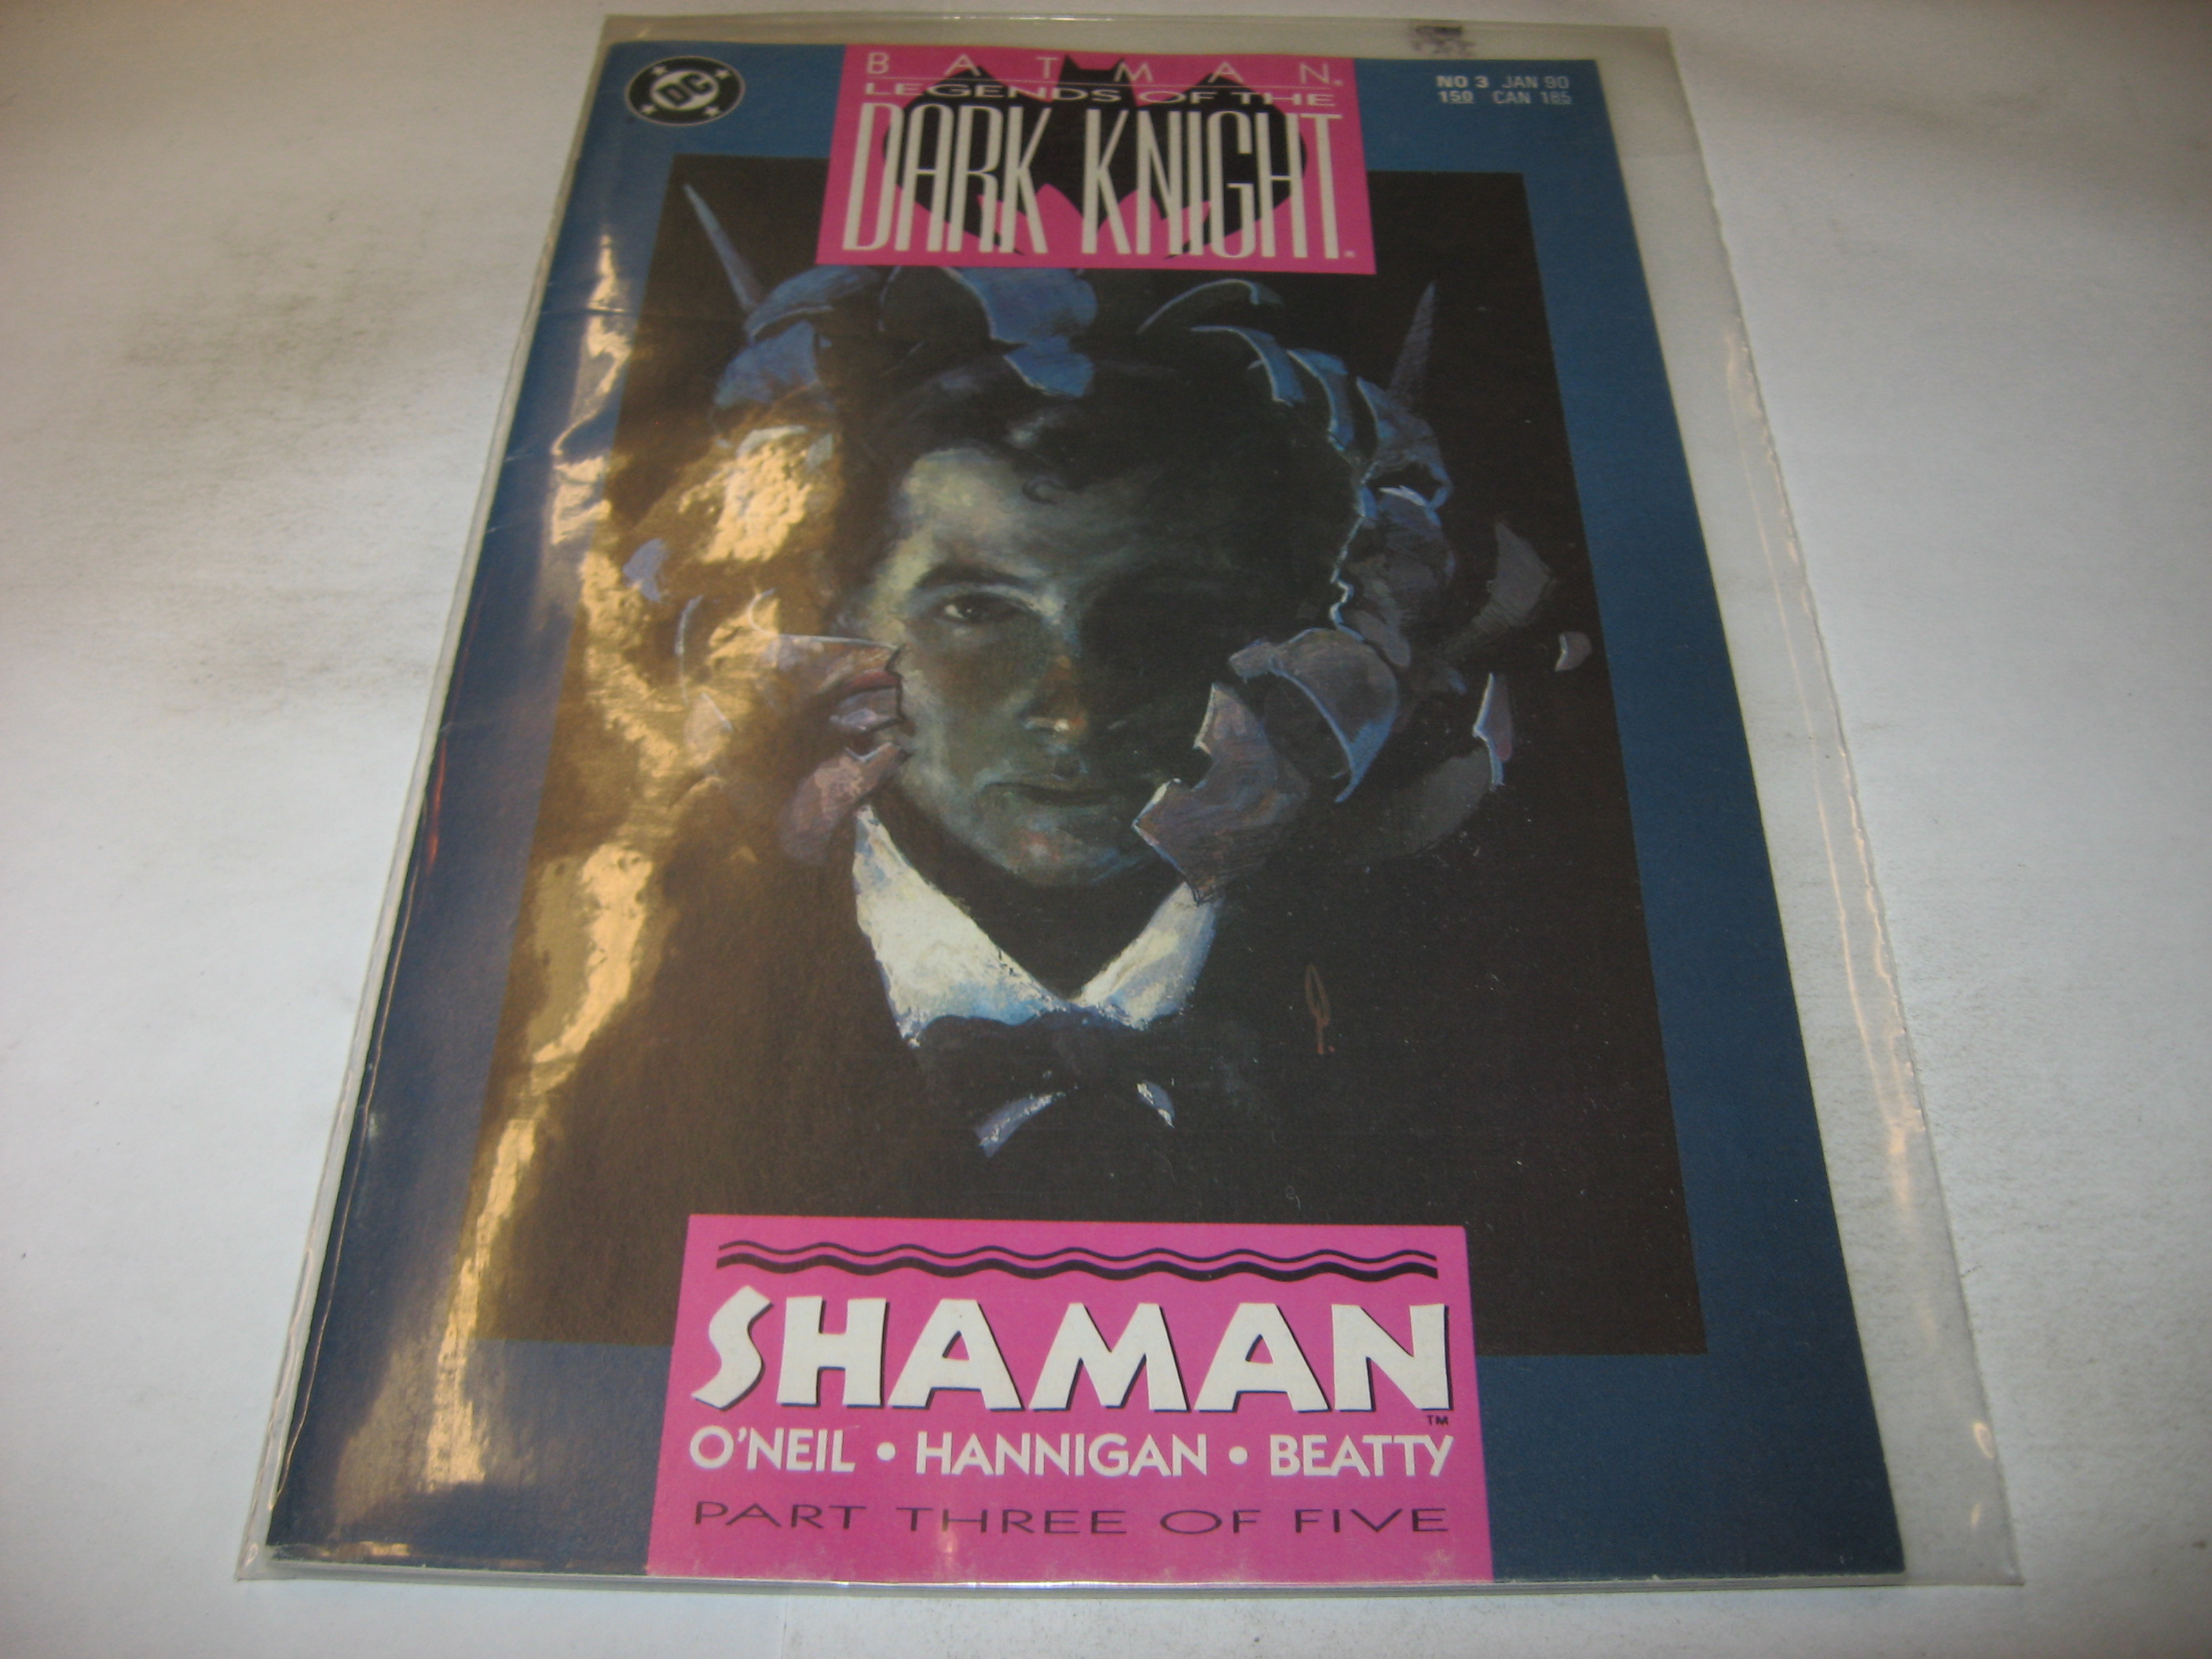 DC
BATMAN
LEGENDS OF THE
DARK KNIGHT
NO 3 JAN 90
150 CAN 185
SHAMAN
TM
O'NEIL • HANNIGAN • BEATTY
PART THREE OF FIVE